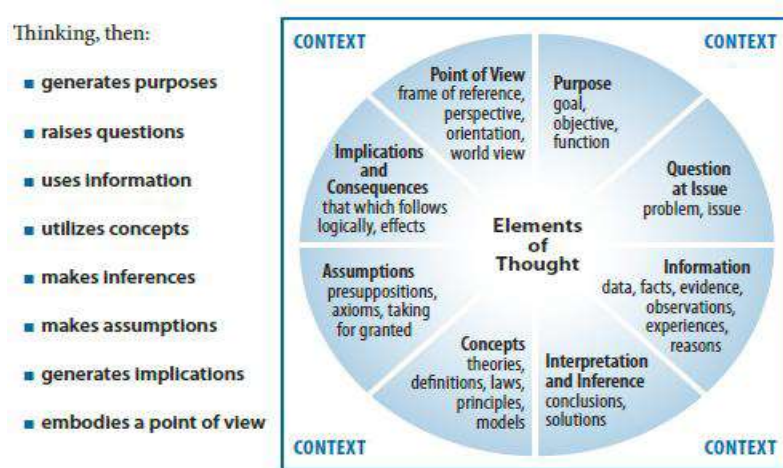 Thinking, then:
■ generates purposes
■ raises questions
■ uses information
■ utilizes concepts
■ makes inferences
■ makes assumptions
■ generates implications
■ embodies a point of view
CONTEXT
CONTEXT
Point of View
frame of reference,
perspective,
orientation,
world view
Purpose
goal,
objective,
function
Question
at Issue
problem, issue
Information
data, facts, evidence,
observations,
experiences,
reasons
Interpretation
and Inference
conclusions,
solutions
Concepts
theories,
definitions, laws,
principles,
models
Assumptions
presuppositions,
axioms, taking
for granted
Implications
and
Consequences
that which follows
logically, effects
Elements
of
Thought
CONTEXT
CONTEXT